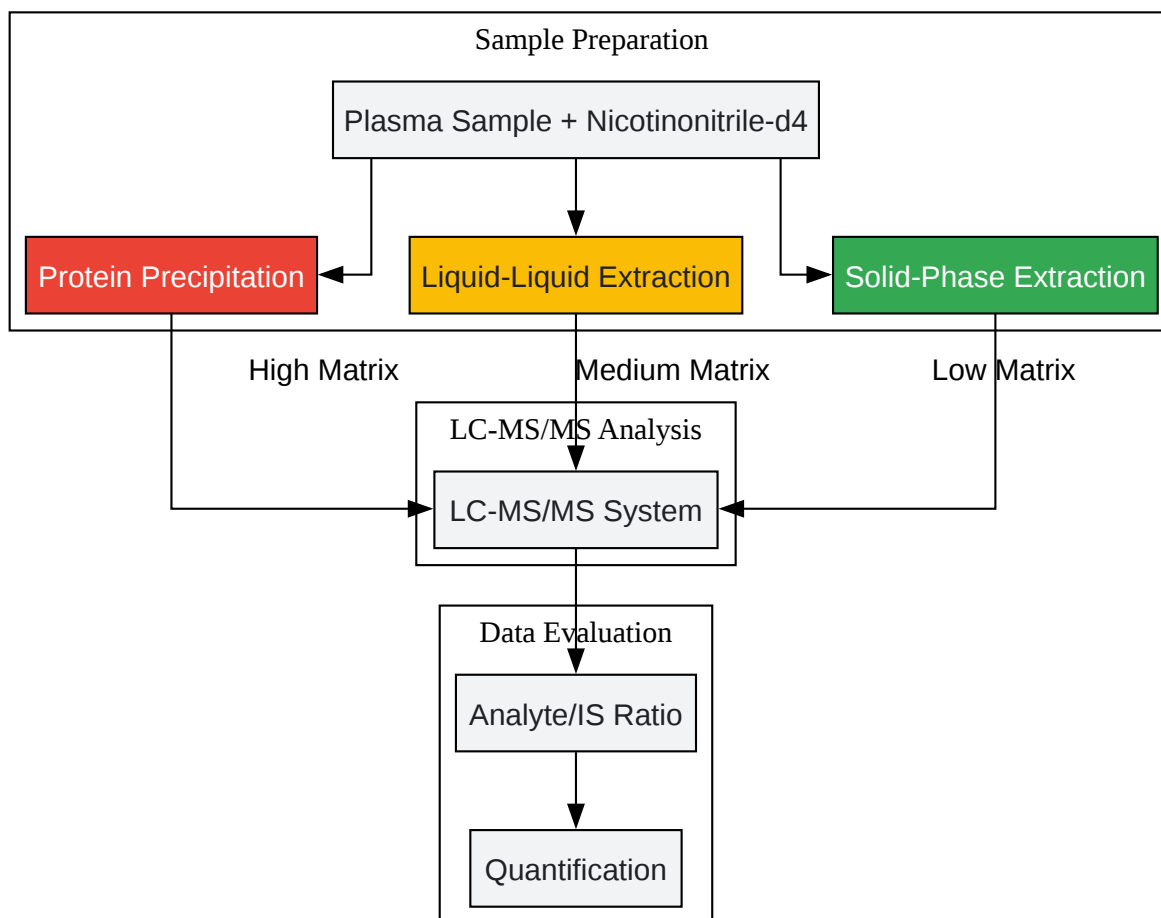 Sample Preparation
Plasma Sample + Nicotinonitrile-d4
Protein Precipitation
Liquid-Liquid Extraction
Solid-Phase Extraction
High Matrix
Medium Matrix
Low Matrix
LC-MS/MS Analysis
LC-MS/MS System
Data Evaluation
Analyte/IS Ratio
Quantification